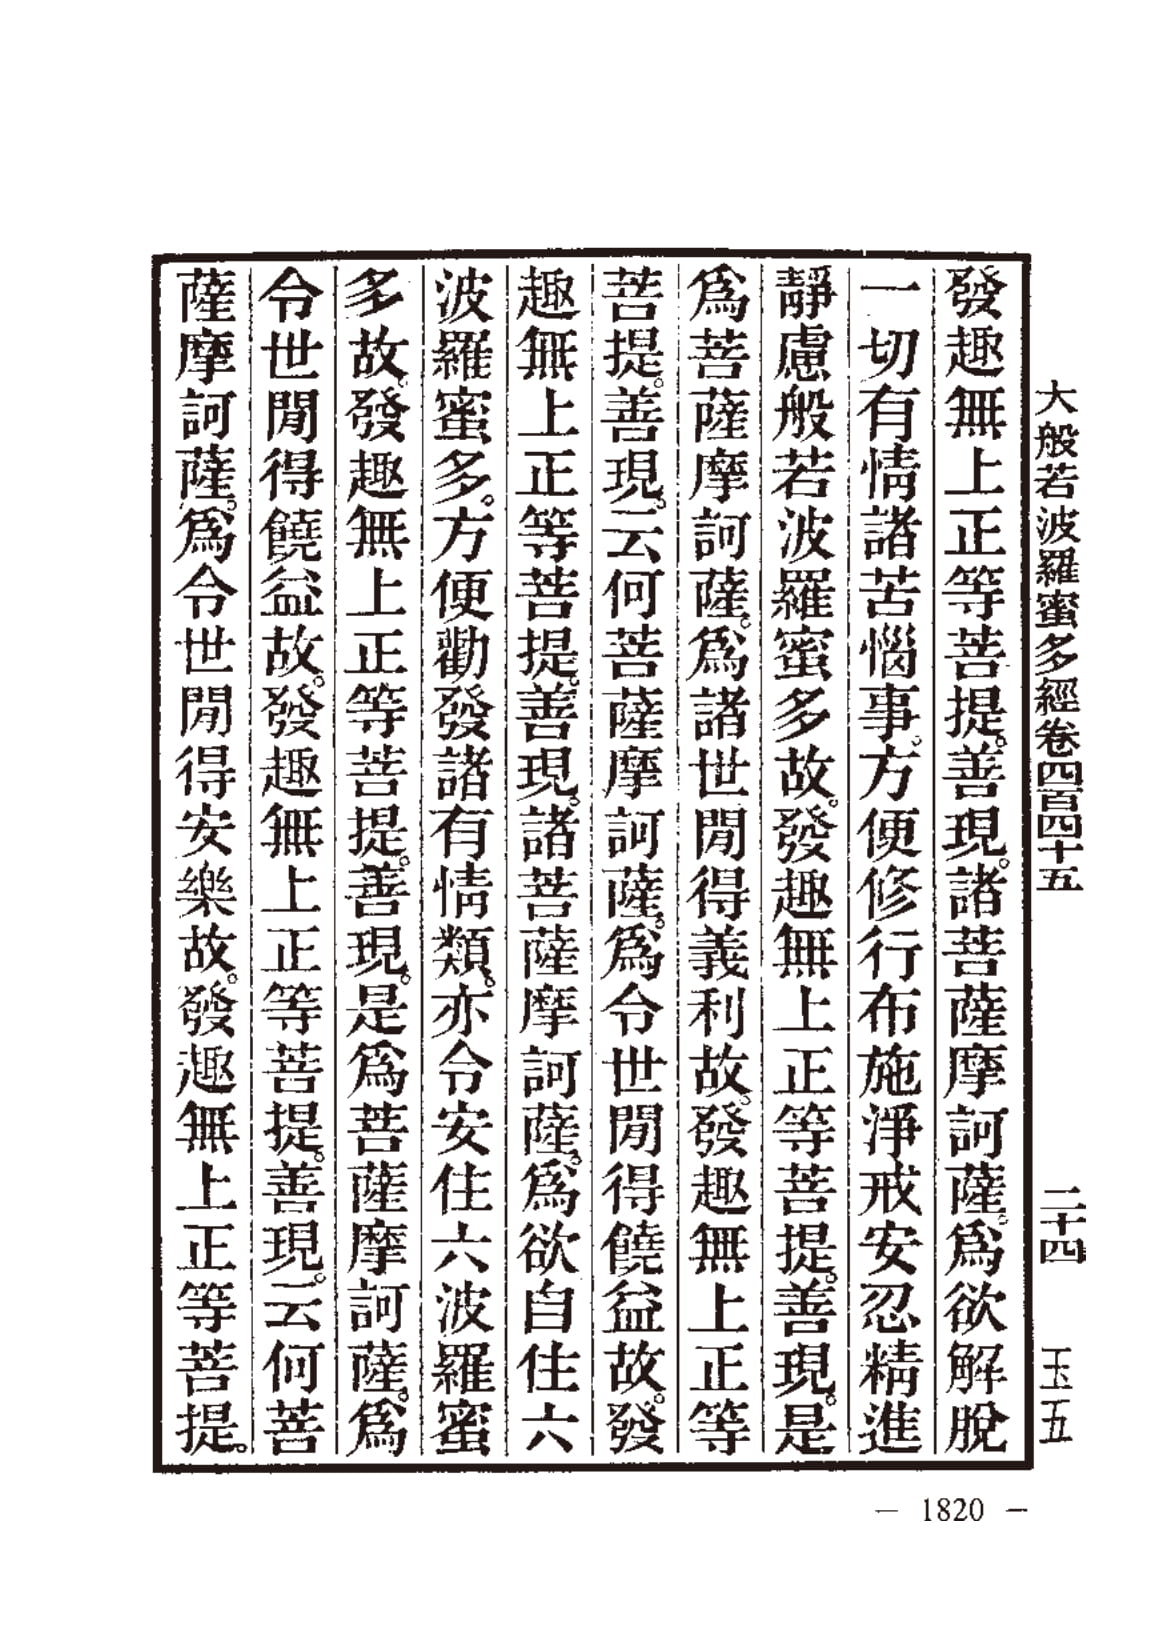 大般若波羅蜜多經卷四百四十五　二十四　玉五
發趣無上正等菩提。善現。諸菩薩摩訶薩。爲欲解脫
一切有情諸苦惱事。方便修行布施淨戒安忍精進
靜慮般若波羅蜜多故。發趣無上正等菩提。善現。是
爲菩薩摩訶薩。爲諸世閒得義利故。發趣無上正等
菩提。善現。云何菩薩摩訶薩。爲令世閒得饒益故。發
趣無上正等菩提。善現。諸菩薩摩訶薩。爲欲自住六
波羅蜜多。方便勸發諸有情類。亦令安住六波羅蜜
多故。發趣無上正等菩提。善現。是爲菩薩摩訶薩。爲
令世閒得饒益故。發趣無上正等菩提。善現。云何菩
薩摩訶薩。爲令世閒得安樂故。發趣無上正等菩提。
— 1820 —